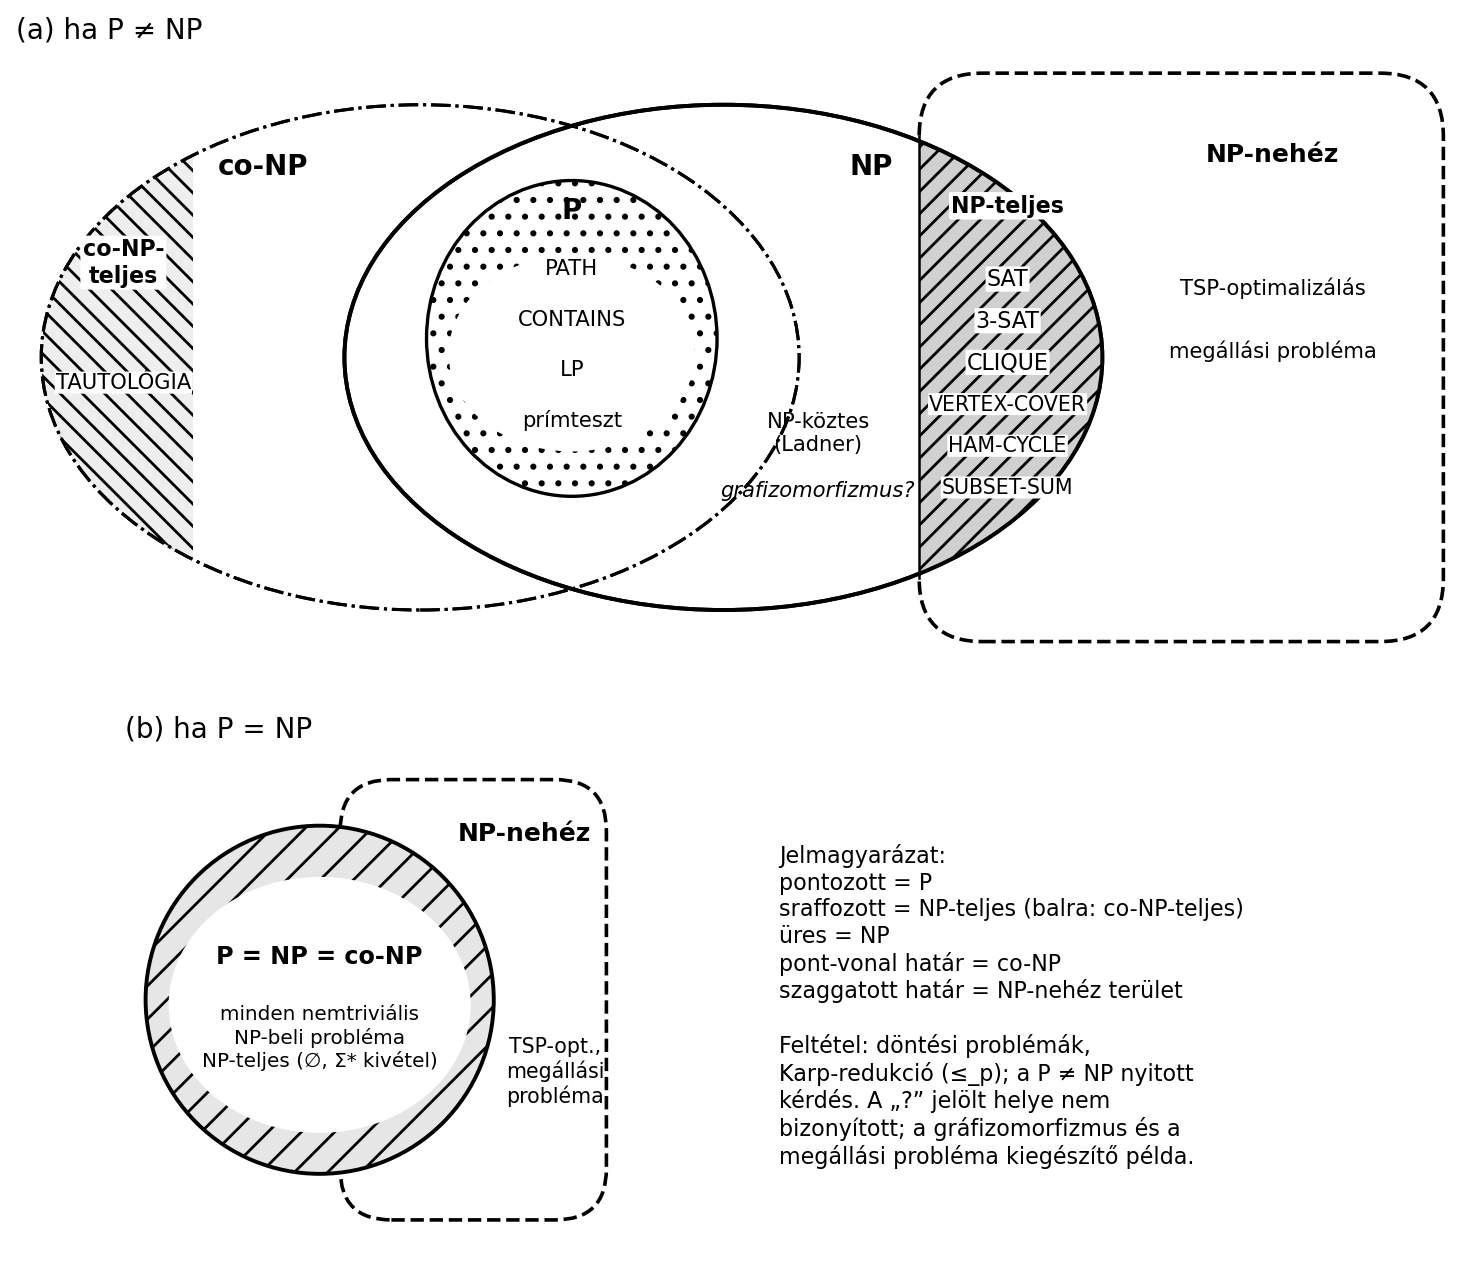 (a) ha P ≠ NP
co-NP
NP
NP-nehéz
P
NP-teljes
co-NP-
teljes
PATH
CONTAINS
LP
prímteszt
TAUTOLÓGIA
NP-köztes
(Ladner)
gráfizomorfizmus?
SAT
3-SAT
CLIQUE
VERTEX-COVER
HAM-CYCLE
SUBSET-SUM
TSP-optimalizálás
megállási probléma
(b) ha P = NP
NP-nehéz
P = NP = co-NP
minden nemtriviális
NP-beli probléma
NP-teljes (∅, Σ* kivétel)
TSP-opt.,
megállási
probléma
Jelmagyarázat:
pontozott = P
sraffozott = NP-teljes (balra: co-NP-teljes)
üres = NP
pont-vonal határ = co-NP
szaggatott határ = NP-nehéz terület
Feltétel: döntési problémák,
Karp-redukció (≤_p); a P ≠ NP nyitott
kérdés. A „?” jelölt helye nem
bizonyított; a gráfizomorfizmus és a
megállási probléma kiegészítő példa.